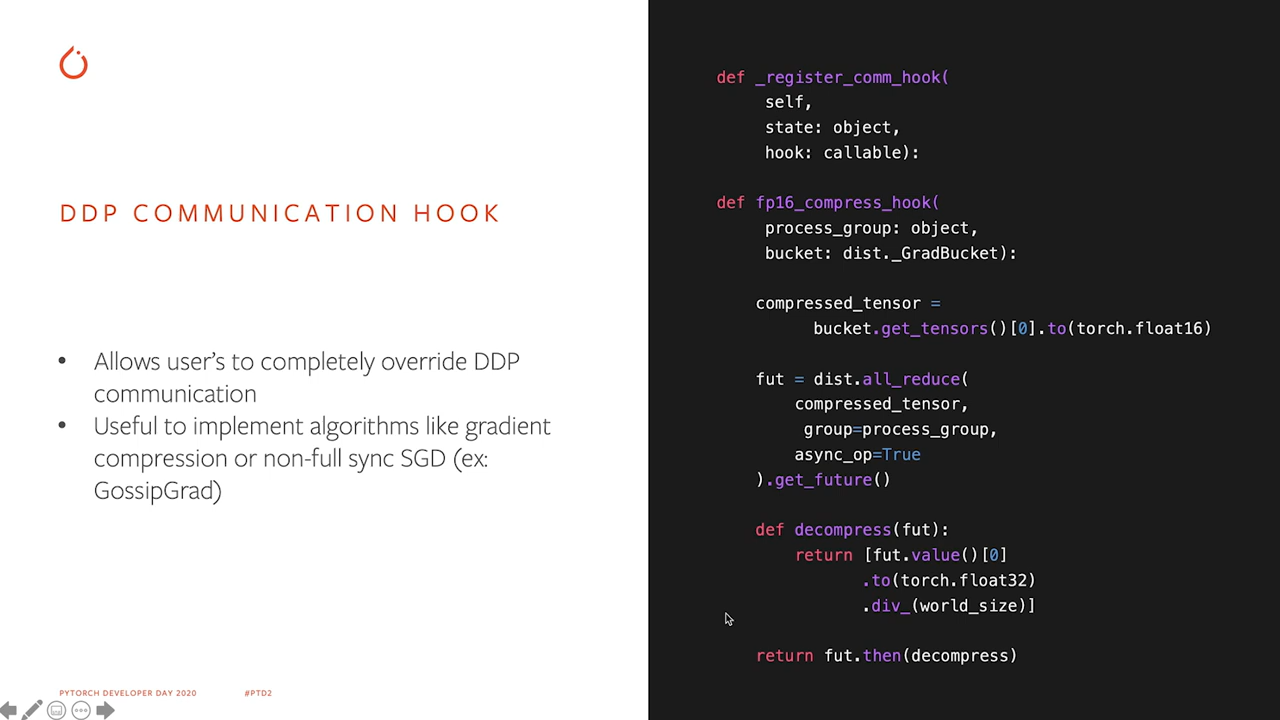 DDP COMMUNICATION HOOK
• Allows user's to completely override DDP
communication
• Useful to implement algorithms like gradient
compression or non-full sync SGD (ex:
GossipGrad)
PYTORCH DEVELOPER DAY 2020 #PTD2
def _register_comm_hook(
self,
state: object,
hook: callable):
def fp16_compress_hook(
process_group: object,
bucket: dist._GradBucket):
compressed_tensor =
bucket.get_tensors()[0].to(torch.float16)
fut = dist.all_reduce(
compressed_tensor,
group=process_group,
async_op=True
).get_future()
def decompress(fut):
return [fut.value()[0]
.to(torch.float32)
.div_(world_size)]
return fut.then(decompress)